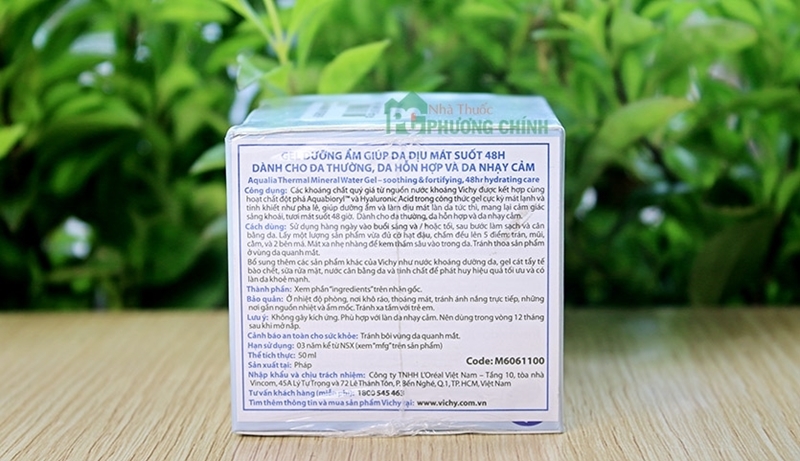 Nhà Thuốc
PHƯƠNG CHÍNH
GEL DƯỠNG ẨM GIÚP DA DỊU MÁT SUỐT 48H
DÀNH CHO DA THƯỜNG, DA HỖN HỢP VÀ DA NHẠY CẢM
Aqualia Thermal Mineral Water Gel – soothing & fortifying, 48hr hydrating care
Công dụng: Các khoáng chất quý giá từ nguồn nước khoáng Vichy được kết hợp cùng
hoạt chất đột phá Aquabioryl™ và Hyaluronic Acid trong công thức gel cực kỳ mát lạnh và
tinh khiết như pha lê, giúp dưỡng ẩm và làm dịu mát làn da tức thì, mang lại cảm giác
sảng khoái, tươi mát suốt 48 giờ. Dành cho da thường, da hỗn hợp và da nhạy cảm.
Cách dùng: Sử dụng hàng ngày vào buổi sáng và / hoặc tối, sau bước làm sạch và cân
bằng da. Lấy một lượng sản phẩm vừa đủ cỡ hạt đậu, chấm đều lên 5 điểm: trán, mũi,
cằm, và 2 bên má. Mát xa nhẹ nhàng để kem thấm sâu vào trong da. Tránh thoa sản phẩm
ở vùng da quanh mắt.
Bổ sung thêm các sản phẩm khác của Vichy như nước khoáng dưỡng da, gel cát tẩy tế
bào chết, sữa rửa mặt, nước cân bằng da và tinh chất để phát huy hiệu quả tối ưu và có
làn da khoẻ mạnh.
Thành phần: Xem phần "ingredients" trên nhãn gốc.
Bảo quản: Ở nhiệt độ phòng, nơi khô ráo, thoáng mát, tránh ánh nắng trực tiếp, những
nơi gần nguồn nhiệt và ẩm mốc. Tránh xa tầm với trẻ em.
Lưu ý: Không gây kích ứng. Phù hợp với làn da nhạy cảm. Nên dùng trong vòng 12 tháng
sau khi mở nắp.
Cảnh báo an toàn cho sức khỏe: Tránh bôi vùng da quanh mắt.
Hạn sử dụng: 03 năm kể từ NSX (xem "mfg" trên sản phẩm)
Thể tích thực: 50 ml
Code: M6061100
Sản xuất tại: Pháp
Nhập khẩu và chịu trách nhiệm: Công ty TNHH L'Oréal Việt Nam – Tầng 10, tòa nhà
Vincom, 45A Lý Tự Trọng và 72 Lê Thánh Tôn, P. Bến Nghé, Q.1, TP. HCM, Việt Nam
Tư vấn khách hàng (miễn phí): 1800 545 463
Tìm thêm thông tin và mua sản phẩm Vichy tại: www.vichy.com.vn